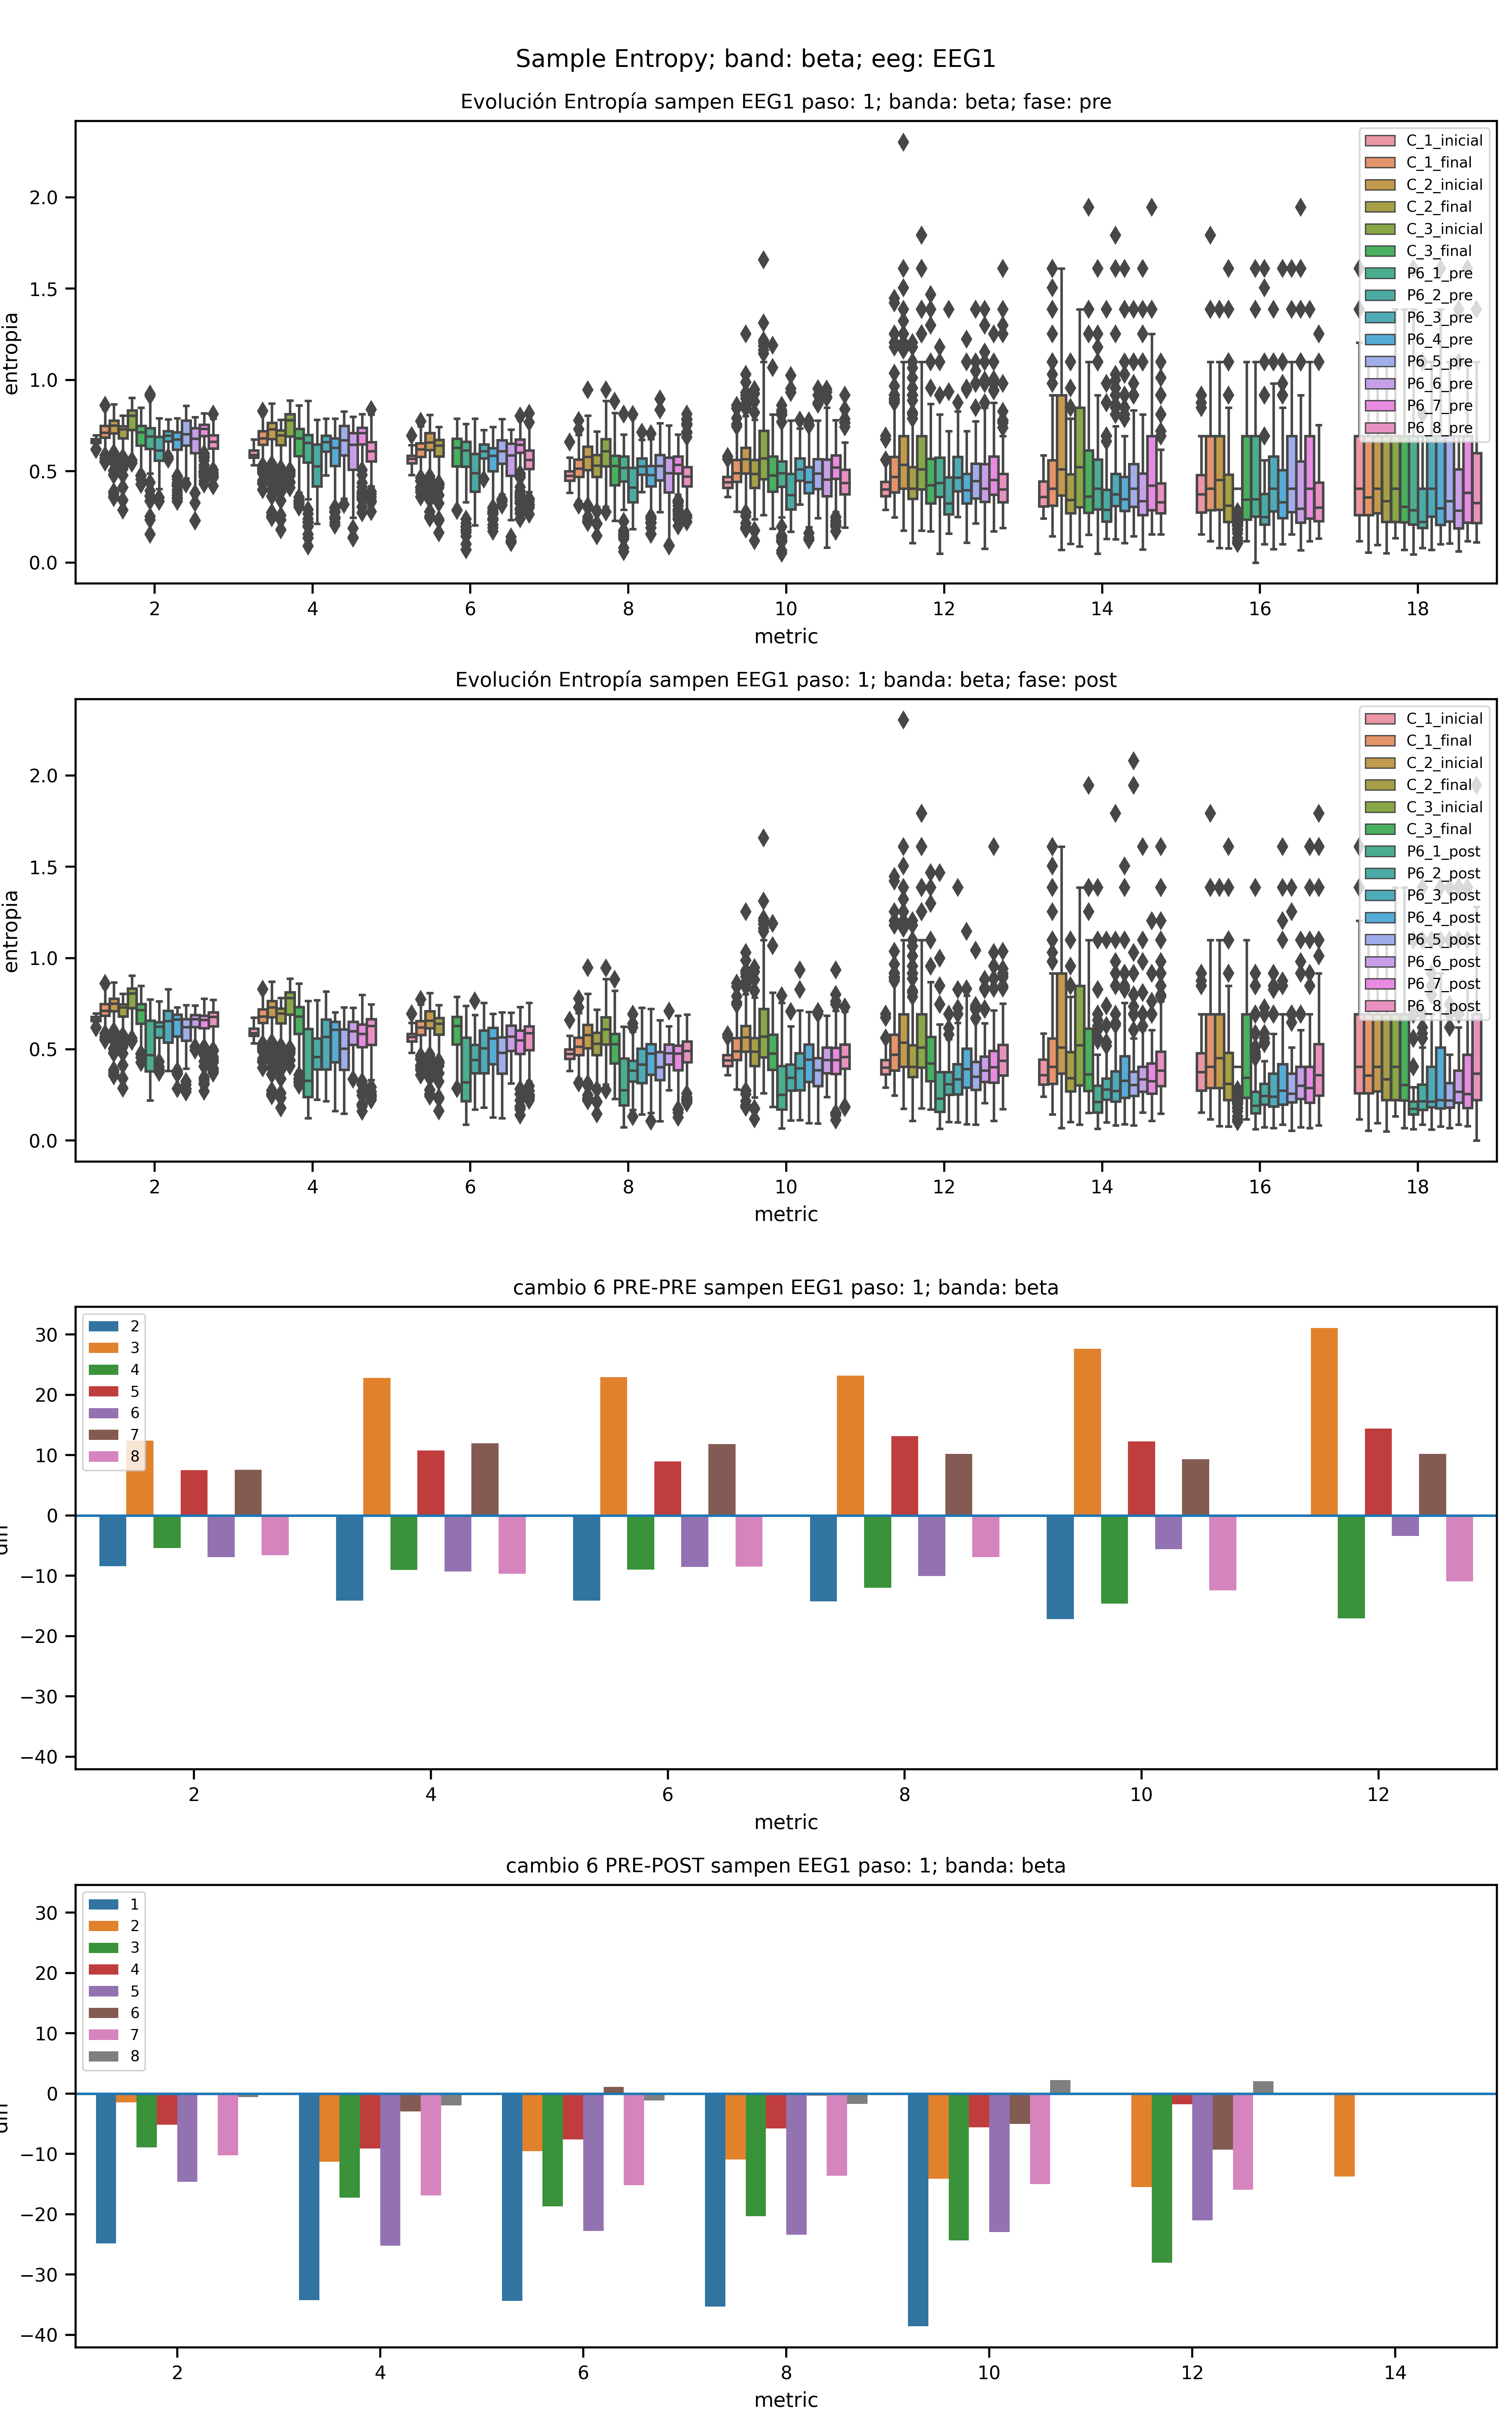 Sample Entropy; band: beta; eeg: EEG1
Evolución Entropía sampen EEG1 paso: 1; banda: beta; fase: pre
entropia
2.0
1.5
1.0
0.5
0.0
C_1_inicial
C_1_final
C_2_inicial
C_2_final
C_3_inicial
C_3_final
P6_1_pre
P6_2_pre
P6_3_pre
P6_4_pre
P6_5_pre
P6_6_pre
P6_7_pre
P6_8_pre
2 4 6 8 10 12 14 16 18
metric
Evolución Entropía sampen EEG1 paso: 1; banda: beta; fase: post
entropia
2.0
1.5
1.0
0.5
0.0
C_1_inicial
C_1_final
C_2_inicial
C_2_final
C_3_inicial
C_3_final
P6_1_post
P6_2_post
P6_3_post
P6_4_post
P6_5_post
P6_6_post
P6_7_post
P6_8_post
2 4 6 8 10 12 14 16 18
metric
cambio 6 PRE-PRE sampen EEG1 paso: 1; banda: beta
30
20
10
0
−10
−20
−30
−40
2
3
4
5
6
7
8
2 4 6 8 10 12
metric
cambio 6 PRE-POST sampen EEG1 paso: 1; banda: beta
30
20
10
0
−10
−20
−30
−40
1
2
3
4
5
6
7
8
2 4 6 8 10 12 14
metric